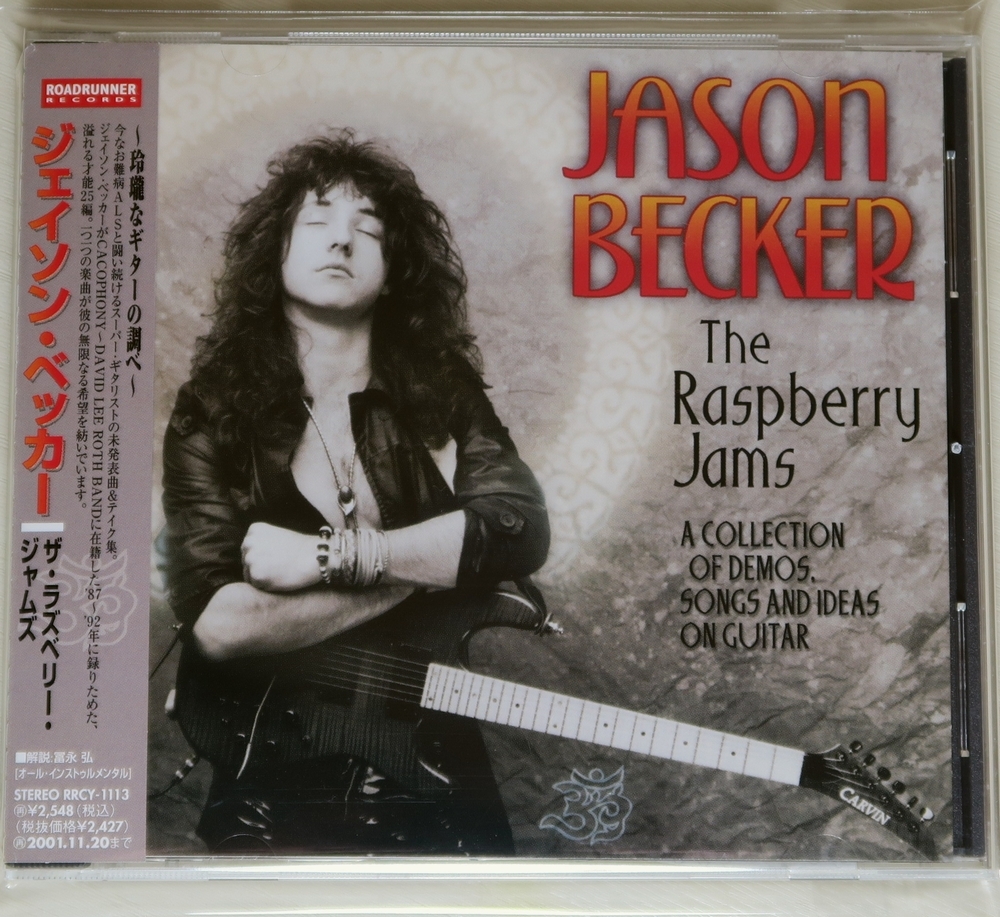 ROADRUNNER
RECORDS
~玲瓏なギターの調べ~
今なお難病ALSと闘い続けるスーパー・ギタリストの未発表曲&テイク集。
ジェイソン・ベッカーがCACOPHONY~DAVID LEE ROTH BANDに在籍した'87~'92年に録りためた、
溢れる才能25編。一つ一つの楽曲が彼の無限なる希望を紡いでいます。
ジェイソン・ベッカー
ザ・ラズベリー・
ジャムズ
■解説:冨永 弘
[オール・インストゥルメンタル]
STEREO RRCY-1113
再¥2,548(税込)
(税抜価格¥2,427)
再2001.11.20まで
JASON
BECKER
The
Raspberry
Jams
A COLLECTION
OF DEMOS,
SONGS AND IDEAS
ON GUITAR
CARVIN